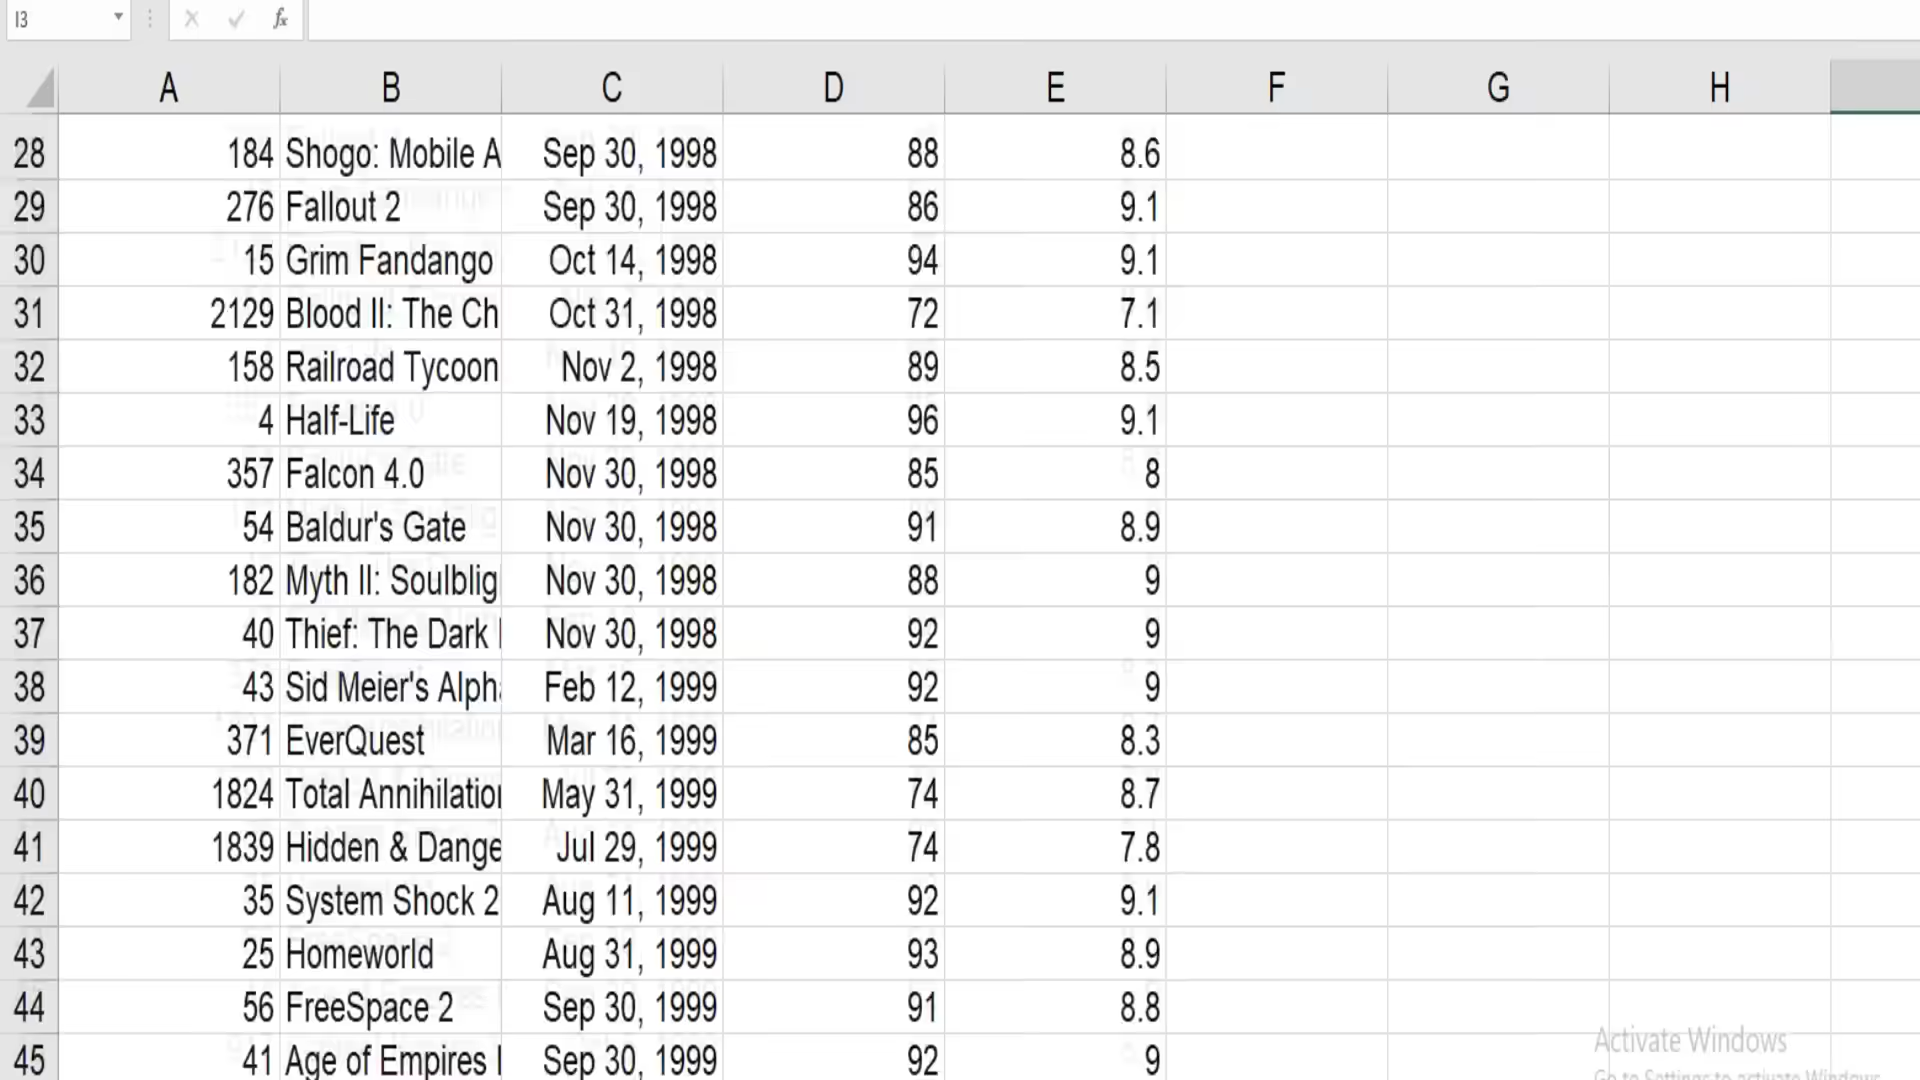 I3 fx
A B C D E F G H
28 184 Shogo: Mobile A Sep 30, 1998 88 8.6
29 276 Fallout 2 Sep 30, 1998 86 9.1
30 15 Grim Fandango Oct 14, 1998 94 9.1
31 2129 Blood II: The Ch Oct 31, 1998 72 7.1
32 158 Railroad Tycoon Nov 2, 1998 89 8.5
33 4 Half-Life Nov 19, 1998 96 9.1
34 357 Falcon 4.0 Nov 30, 1998 85 8
35 54 Baldur's Gate Nov 30, 1998 91 8.9
36 182 Myth II: Soulblig Nov 30, 1998 88 9
37 40 Thief: The Dark Nov 30, 1998 92 9
38 43 Sid Meier's Alpha Feb 12, 1999 92 9
39 371 EverQuest Mar 16, 1999 85 8.3
40 1824 Total Annihilation May 31, 1999 74 8.7
41 1839 Hidden & Dange Jul 29, 1999 74 7.8
42 35 System Shock 2 Aug 11, 1999 92 9.1
43 25 Homeworld Aug 31, 1999 93 8.9
44 56 FreeSpace 2 Sep 30, 1999 91 8.8
45 41 Age of Empires I Sep 30, 1999 92 9
Activate Windows
Go to Settings to activate Windows.